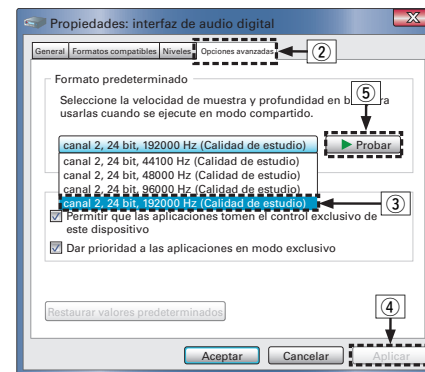 Propiedades: interfaz de audio digital
General Formatos compatibles Niveles Opciones avanzadas
2
Formato predeterminado
Seleccione la velocidad de muestra y profundidad en b ra
usarlas cuando se ejecute en modo compartido.
5
canal 2, 24 bit, 192000 Hz (Calidad de estudio)
Probar
canal 2, 24 bit, 44100 Hz (Calidad de estudio)
canal 2, 24 bit, 48000 Hz (Calidad de estudio)
canal 2, 24 bit, 96000 Hz (Calidad de estudio)
canal 2, 24 bit, 192000 Hz (Calidad de estudio)
3
Permitir que las aplicaciones tomen el control exclusivo de
este dispositivo
Dar prioridad a las aplicaciones en modo exclusivo
Restaurar valores predeterminados
4
Aceptar Cancelar Aplicar